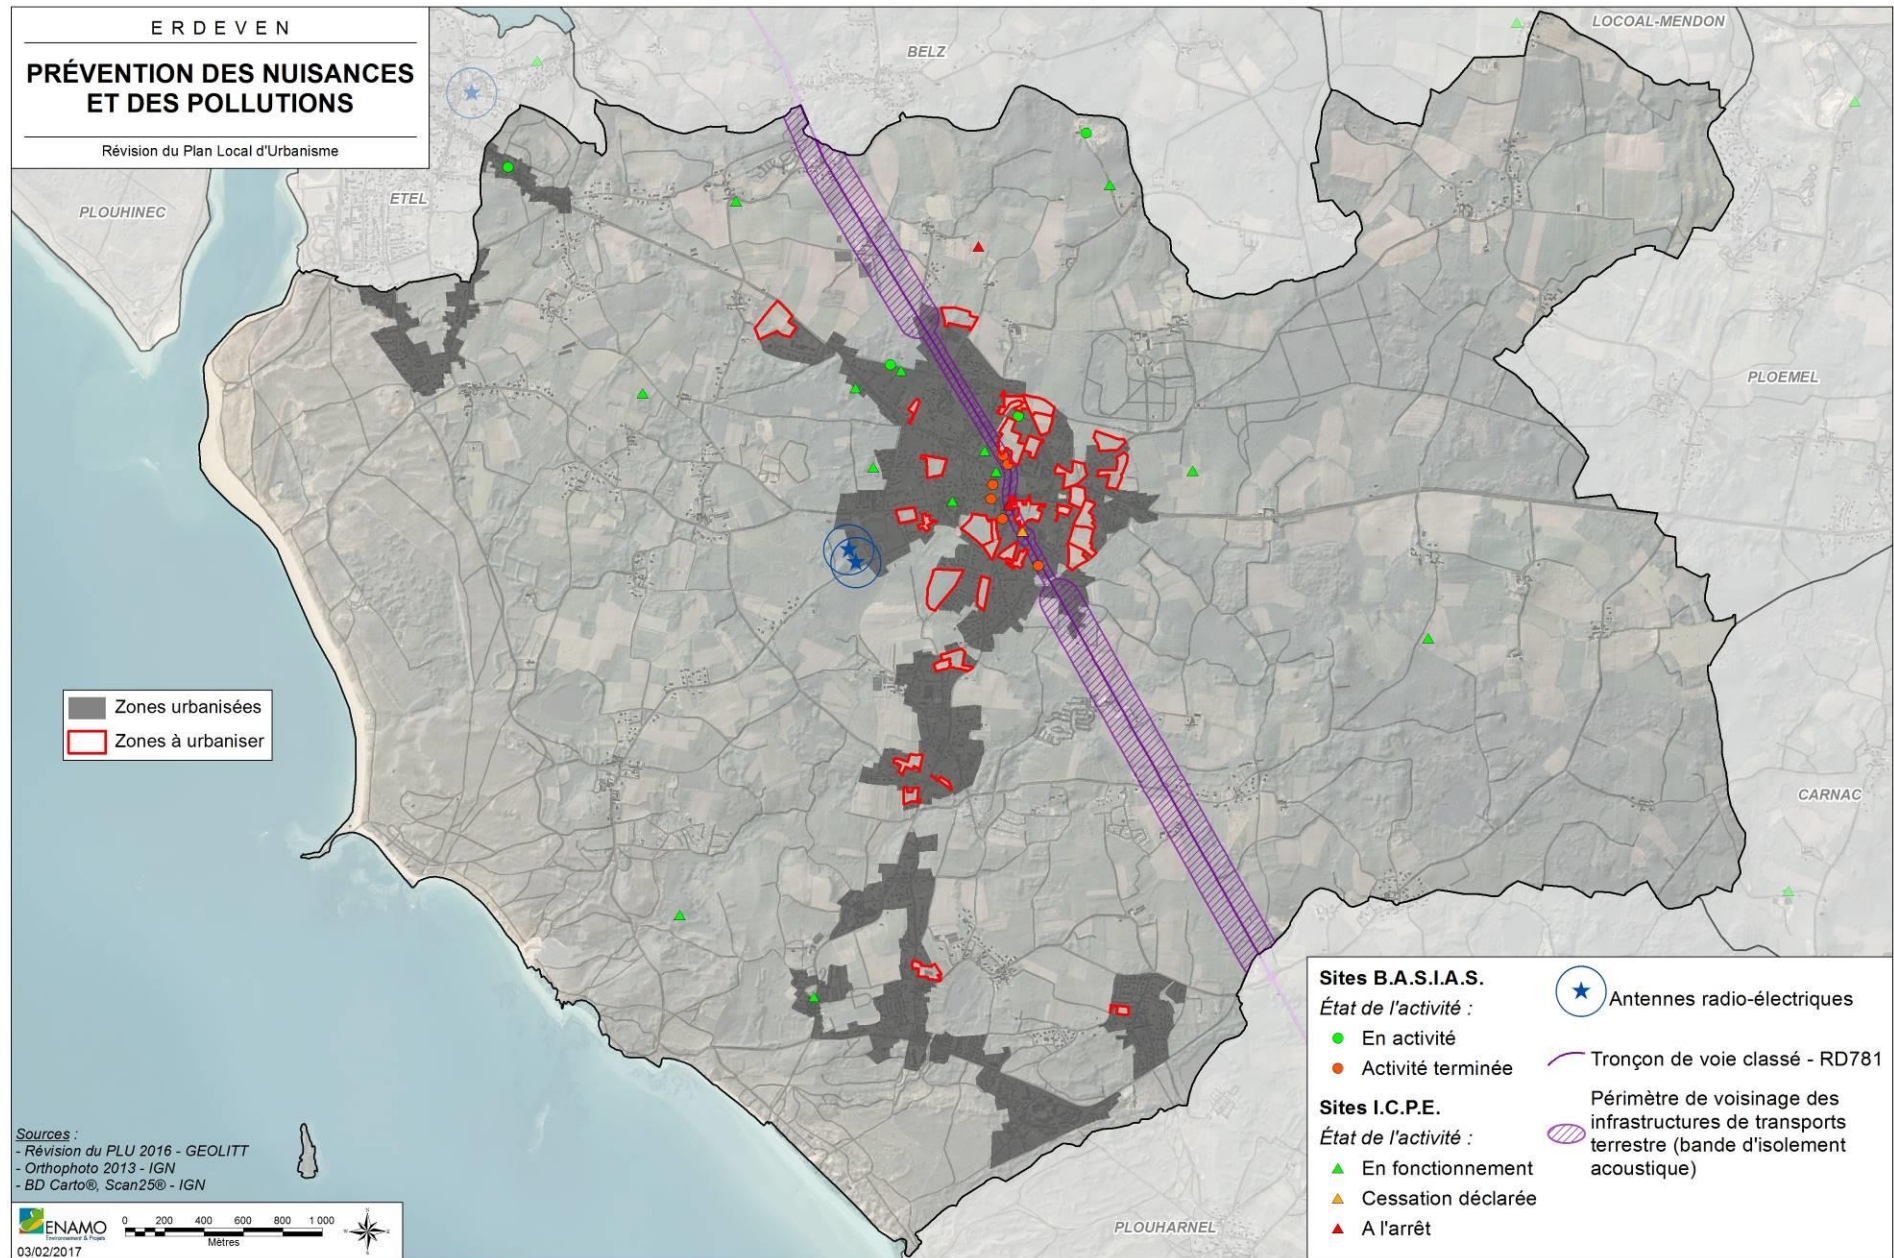 ERDEVEN
PRÉVENTION DES NUISANCES
ET DES POLLUTIONS
Révision du Plan Local d'Urbanisme
LOCOAL-MENDON
BELZ
ETEL
PLOUHINEC
PLOEMEL
CARNAC
PLOUHARNEL
Zones urbanisées
Zones à urbaniser
Sites B.A.S.I.A.S.
État de l'activité :
En activité
Activité terminée
Sites I.C.P.E.
État de l'activité :
En fonctionnement
Cessation déclarée
A l'arrêt
Antennes radio-électriques
Tronçon de voie classé - RD781
Périmètre de voisinage des
infrastructures de transports
terrestre (bande d'isolement
acoustique)
Sources :
- Révision du PLU 2016 - GEOLITT
- Orthophoto 2013 - IGN
- BD Carto®, Scan25® - IGN
ENAMO
Environnement & Projets
03/02/2017
0 200 400 600 800 1 000
Mètres